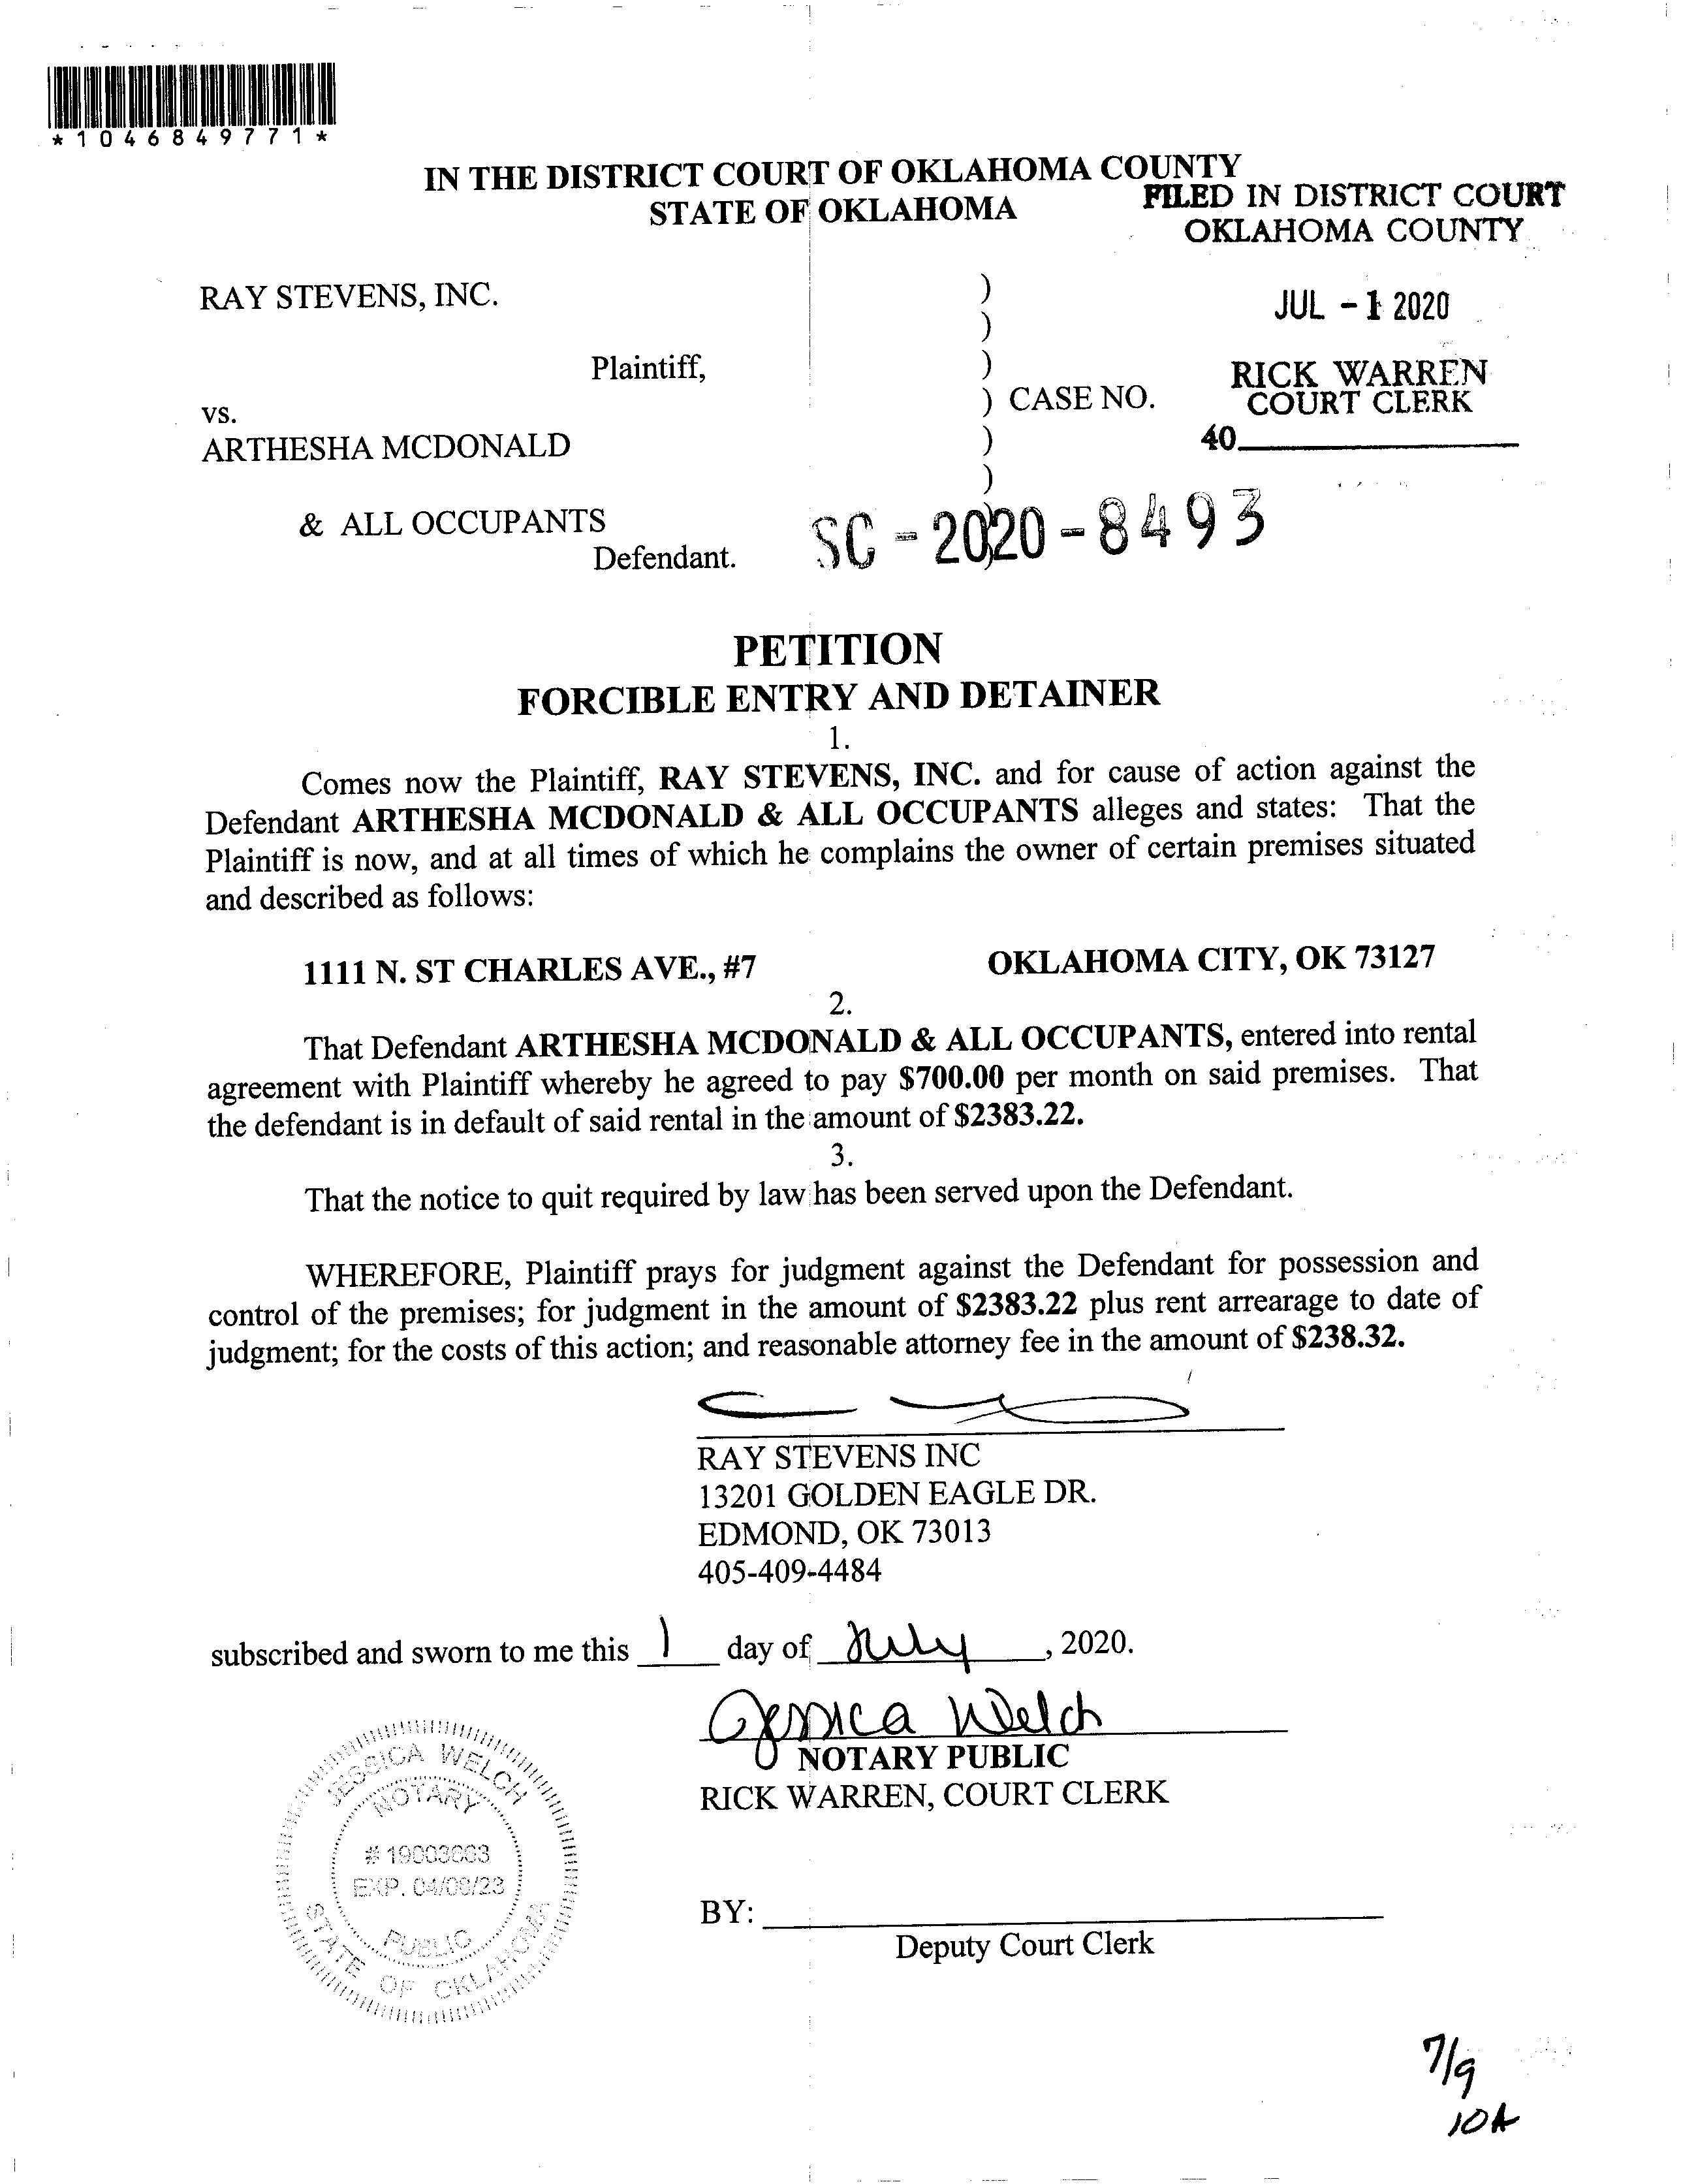 *1046849771*
IN THE DISTRICT COURT OF OKLAHOMA COUNTY
STATE OF OKLAHOMA
FILED IN DISTRICT COURT
OKLAHOMA COUNTY
JUL - 1 2020
RICK WARREN
COURT CLERK
40
RAY STEVENS, INC.
Plaintiff,
vs.
) CASE NO.
ARTHESHA MCDONALD
& ALL OCCUPANTS
Defendant.
SC - 2020 - 8493
PETITION
FORCIBLE ENTRY AND DETAINER
1.
Comes now the Plaintiff, RAY STEVENS, INC. and for cause of action against the
Defendant ARTHESHA MCDONALD & ALL OCCUPANTS alleges and states: That the
Plaintiff is now, and at all times of which he complains the owner of certain premises situated
and described as follows:
1111 N. ST CHARLES AVE., #7 OKLAHOMA CITY, OK 73127
2.
That Defendant ARTHESHA MCDONALD & ALL OCCUPANTS, entered into rental
agreement with Plaintiff whereby he agreed to pay $700.00 per month on said premises. That
the defendant is in default of said rental in the amount of $2383.22.
3.
That the notice to quit required by law has been served upon the Defendant.
WHEREFORE, Plaintiff prays for judgment against the Defendant for possession and
control of the premises; for judgment in the amount of $2383.22 plus rent arrearage to date of
judgment; for the costs of this action; and reasonable attorney fee in the amount of $238.32.
RAY STEVENS INC
13201 GOLDEN EAGLE DR.
EDMOND, OK 73013
405-409-4484
subscribed and sworn to me this 1 day of July, 2020.
Jessica Welch
NOTARY PUBLIC
RICK WARREN, COURT CLERK
JESSICA WELCH
NOTARY
PUBLIC
STATE OF OKLAHOMA
BY:
Deputy Court Clerk
7/9
10A